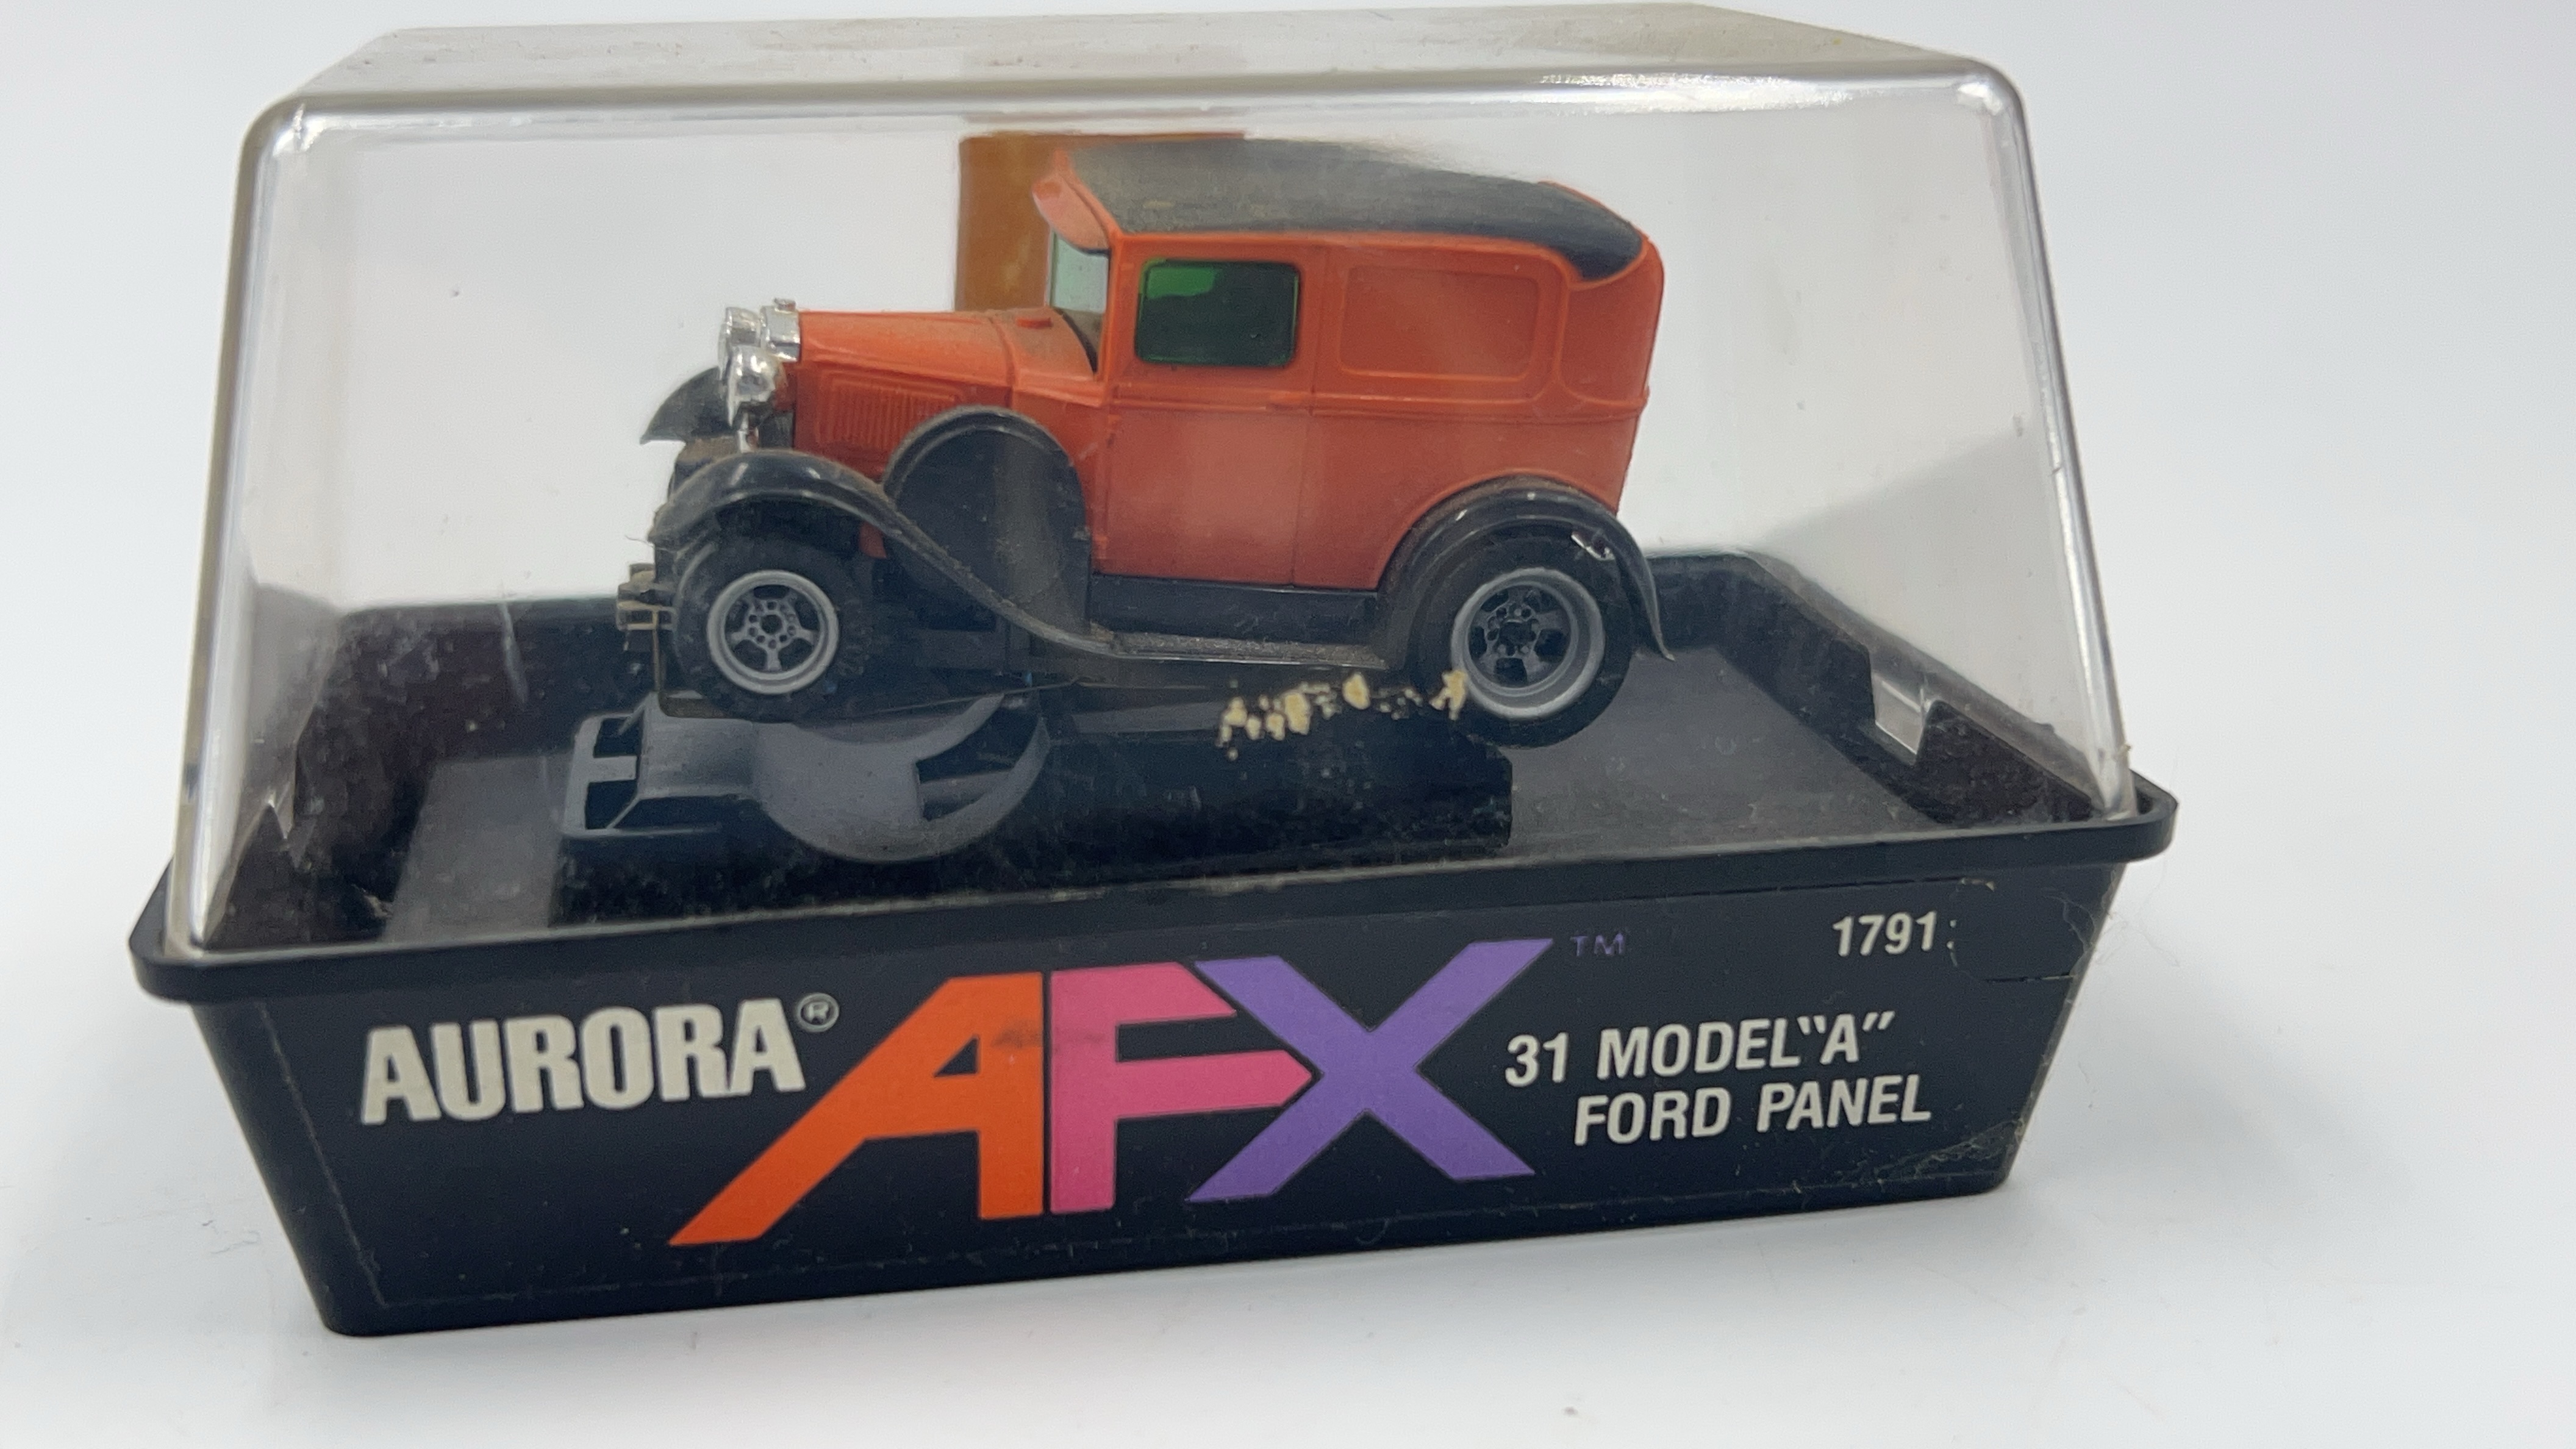 AURORA®
AFX™
1791
31 MODEL "A"
FORD PANEL